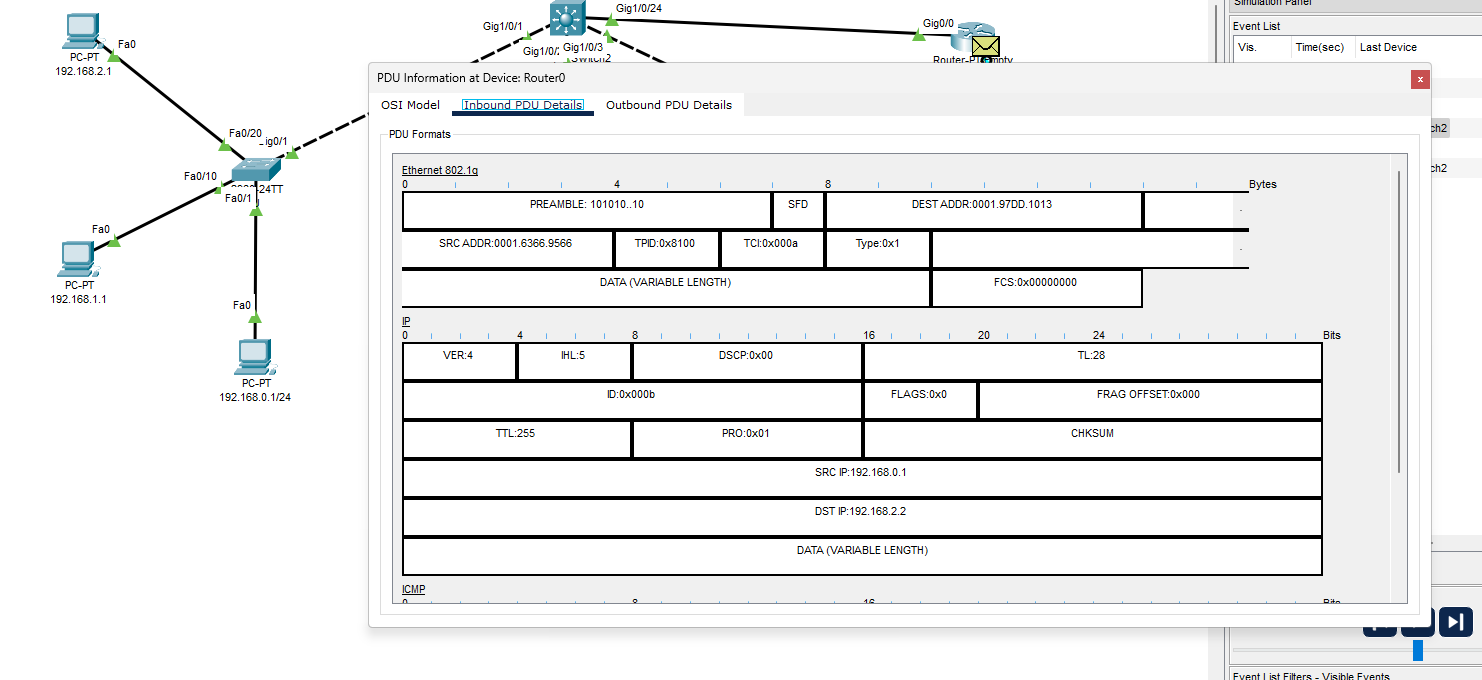 Gig1/0/24
Gig1/0/1
Gig0/0
Gig1/0/3
Router-PT
PC-PT
192.168.2.1
Fa0
Fa0/20
Fa0/10
Fa0/1
24TT
Fa0
PC-PT
192.168.1.1
Fa0
PC-PT
192.168.0.1/24
Simulation Panel
Event List
Vis. Time(sec) Last Device
ch2
ch2
PDU Information at Device: Router0
x
OSI Model Inbound PDU Details Outbound PDU Details
PDU Formats
Ethernet 802.1q
0 4 8 Bytes
PREAMBLE: 101010..10 SFD DEST ADDR:0001.97DD.1013
SRC ADDR:0001.6366.9566 TPID:0x8100 TCI:0x000a Type:0x1
DATA (VARIABLE LENGTH) FCS:0x00000000
IP
0 4 8 16 20 24 Bits
VER:4 IHL:5 DSCP:0x00 TL:28
ID:0x000b FLAGS:0x0 FRAG OFFSET:0x000
TTL:255 PRO:0x01 CHKSUM
SRC IP:192.168.0.1
DST IP:192.168.2.2
DATA (VARIABLE LENGTH)
ICMP
0 8 16 Bits
Event List Filters - Visible Events